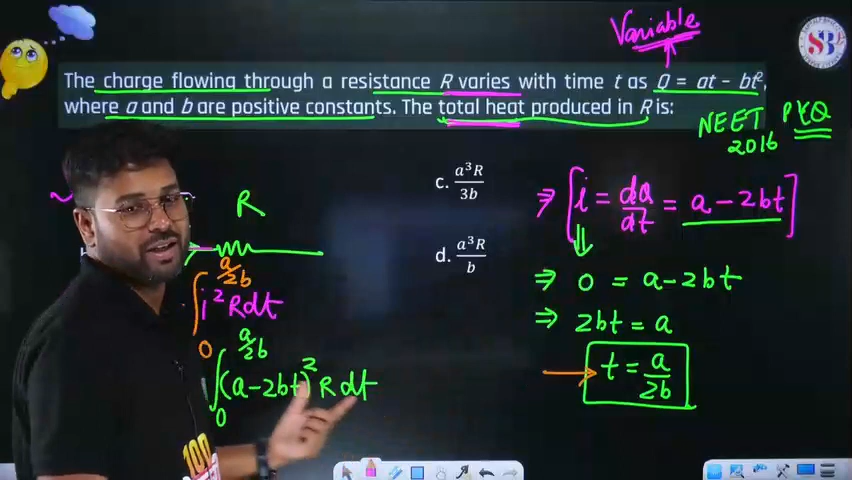 Variable
SB
The charge flowing through a resistance R varies with time t as Q = at – bt²,
where a and b are positive constants. The total heat produced in R is:
NEET PYQ
2016
c. a³R/3b
d. a³R/b
R
∫₀^(a/2b) i²Rdt
∫₀^(a/2b) (a-2bt)² R dt
⇒ [i = dQ/dt = a - 2bt]
⇒ 0 = a - 2bt
⇒ 2bt = a
→ t = a/2b
100